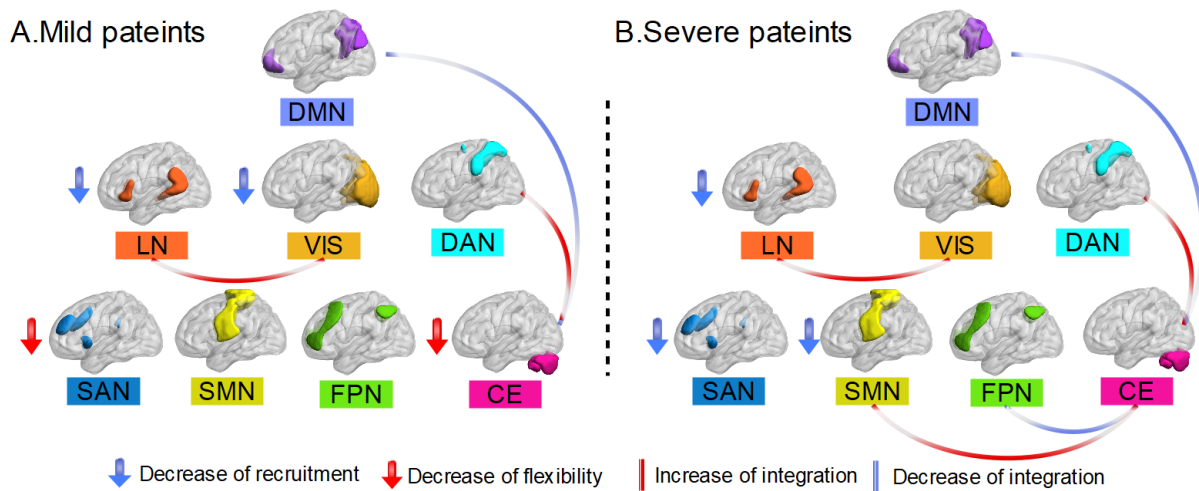 A.Mild pateints
B.Severe pateints
DMN
DMN
LN
VIS
DAN
LN
VIS
DAN
SAN
SMN
FPN
CE
SAN
SMN
FPN
CE
Decrease of recruitment
Decrease of flexibility
Increase of integration
Decrease of integration